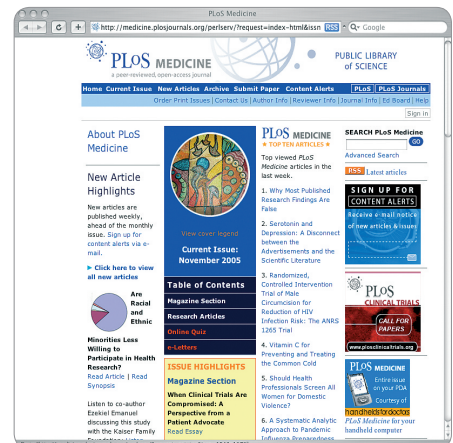 PLoS Medicine
http://medicine.plosjournals.org/perlserv/?request=index-html&issn
RSS
Google
PLoS MEDICINE
a peer-reviewed, open-access journal
PUBLIC LIBRARY
of SCIENCE
Home Current Issue New Articles Archive Submit Paper Content Alerts PLoS PLoS Journals
Order Print Issues | Contact Us | Author Info | Reviewer Info | Journal Info | Ed Board | Help
Sign in
About PLoS
Medicine
New Article
Highlights
New articles are
published weekly,
ahead of the monthly
issue. Sign up for
content alerts via e-
mail.
Click here to view
all new articles
Are
Racial
and
Ethnic
Minorities Less
Willing to
Participate in Health
Research?
Read Article | Read
Synopsis
Listen to co-author
Ezekiel Emanuel
discussing this study
with the Kaiser Family
View cover legend
Current Issue:
November 2005
Table of Contents
Magazine Section
Research Articles
Online Quiz
e-Letters
ISSUE HIGHLIGHTS
Magazine Section
When Clinical Trials Are
Compromised: A
Perspective from a
Patient Advocate
Read Essay
PLoS MEDICINE
★ TOP TEN ARTICLES ★
Top viewed PLoS
Medicine articles in the
last week.
1. Why Most Published
Research Findings Are
False
2. Serotonin and
Depression: A Disconnect
between the
Advertisements and the
Scientific Literature
3. Randomized,
Controlled Intervention
Trial of Male
Circumcision for
Reduction of HIV
Infection Risk: The ANRS
1265 Trial
4. Vitamin C for
Preventing and Treating
the Common Cold
5. Should Health
Professionals Screen All
Women for Domestic
Violence?
6. A Systematic Analytic
Approach to Pandemic
Influenza Preparedness
SEARCH PLoS Medicine
GO
Advanced Search
RSS Latest articles
SIGN UP FOR
CONTENT ALERTS
Receive e-mail notice
of new articles & issues
PLoS
CLINICAL TRIALS
CALL FOR
PAPERS
www.plosclinicaltrials.org
PLoS MEDICINE
Entire issue
on your PDA
Courtesy of
handheldsfordoctors
PLoS Medicine for your
handheld computer